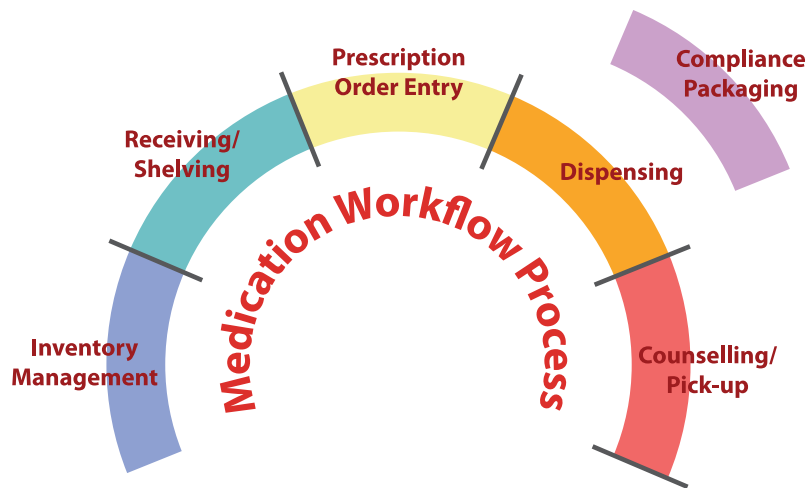 Inventory
Management
Receiving/
Shelving
Prescription
Order Entry
Dispensing
Compliance
Packaging
Counselling/
Pick-up
Medication Workflow Process